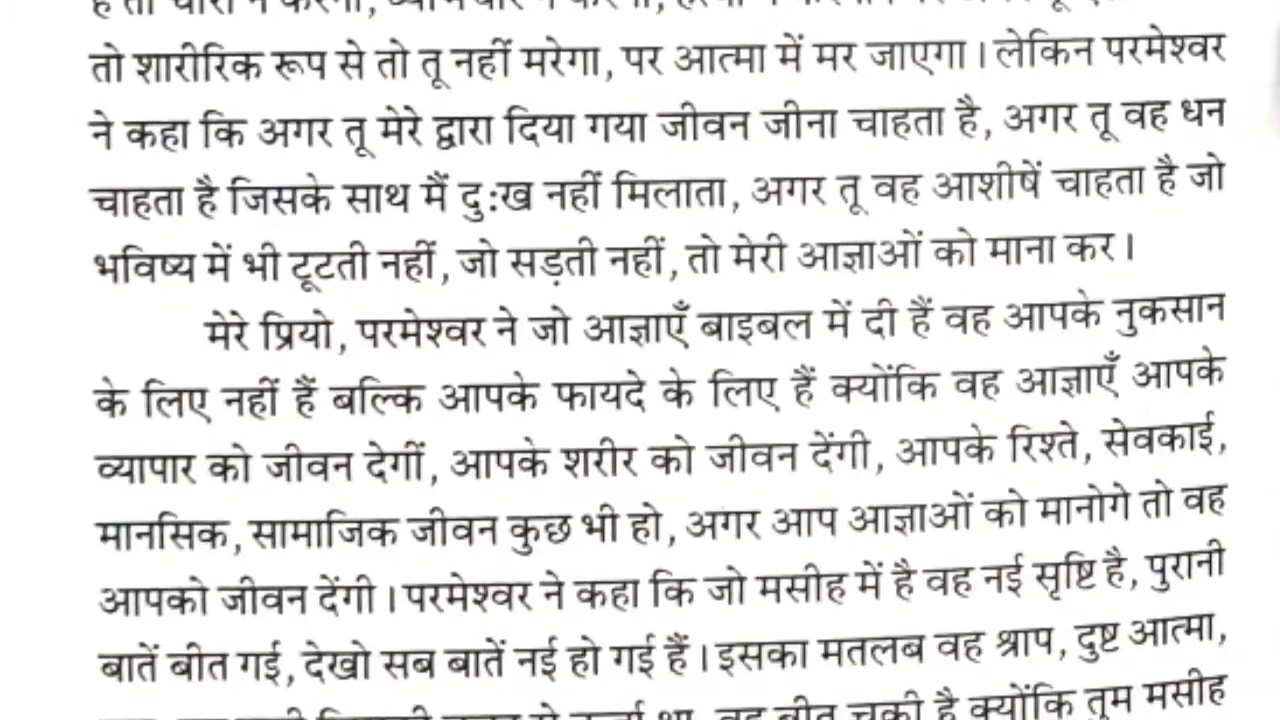 तो शारीरिक रूप से तो तू नहीं मरेगा, पर आत्मा में मर जाएगा। लेकिन परमेश्वर
ने कहा कि अगर तू मेरे द्वारा दिया गया जीवन जीना चाहता है, अगर तू वह धन
चाहता है जिसके साथ मैं दुःख नहीं मिलाता, अगर तू वह आशीषें चाहता है जो
भविष्य में भी टूटती नहीं, जो सड़ती नहीं, तो मेरी आज्ञाओं को माना कर।
मेरे प्रियो, परमेश्वर ने जो आज्ञाएँ बाइबल में दी हैं वह आपके नुकसान
के लिए नहीं हैं बल्कि आपके फायदे के लिए हैं क्योंकि वह आज्ञाएँ आपके
व्यापार को जीवन देगीं, आपके शरीर को जीवन देंगी, आपके रिश्ते, सेवकाई,
मानसिक, सामाजिक जीवन कुछ भी हो, अगर आप आज्ञाओं को मानोगे तो वह
आपको जीवन देंगी। परमेश्वर ने कहा कि जो मसीह में है वह नई सृष्टि है, पुरानी
बातें बीत गई, देखो सब बातें नई हो गई हैं। इसका मतलब वह श्राप, दुष्ट आत्मा,
वह बीत चुकी है क्योंकि तुम मसीह